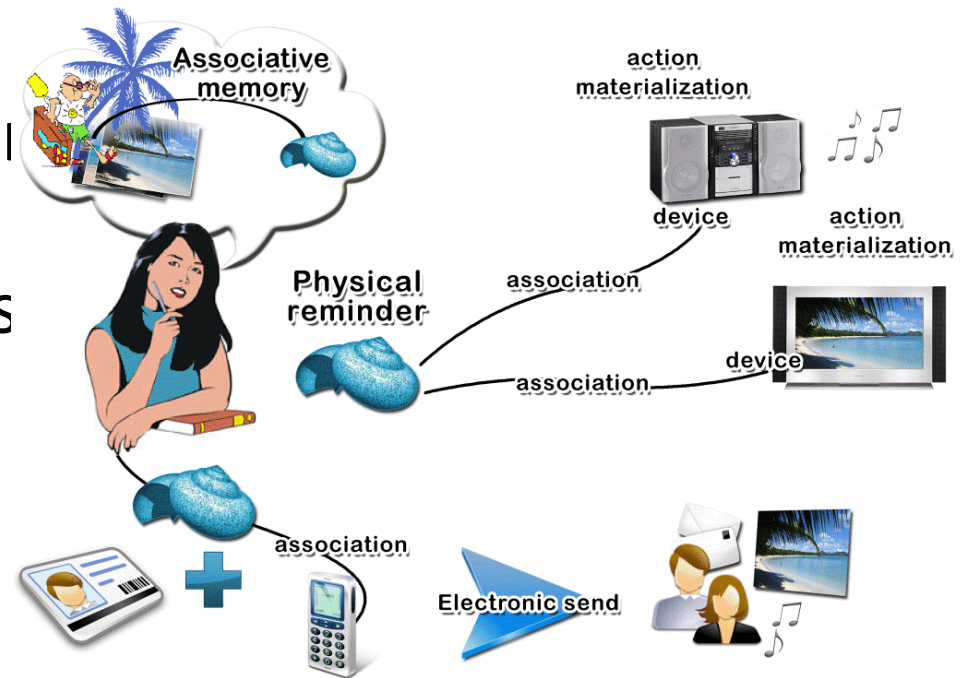 Associative
memory
action
materialization
device
action
materialization
association
Physical
reminder
device
association
association
Electronic send